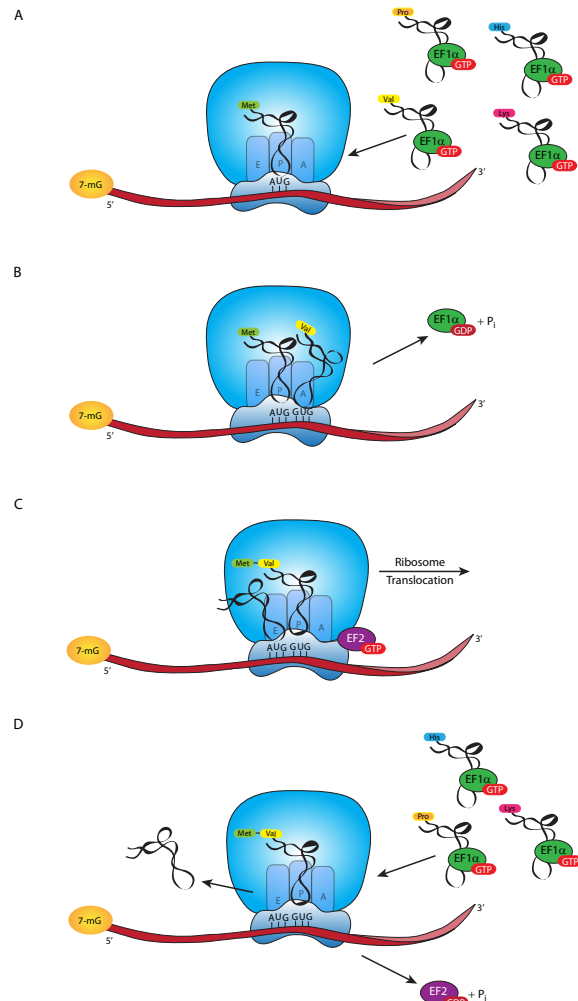 A
Pro
EF1α
GTP
His
EF1α
GTP
Met
Val
EF1α
GTP
Lys
EF1α
GTP
E P A
AUG
7-mG
5′
3′
B
Met
Val
EF1α
GDP
+ Pi
E P A
AUG GUG
7-mG
5′
3′
C
Met
Val
Ribosome
Translocation
E P A
AUG GUG
EF2
GTP
7-mG
5′
3′
D
His
EF1α
GTP
Pro
EF1α
GTP
Lys
EF1α
GTP
Met
Val
E P A
AUG GUG
7-mG
5′
3′
EF2
+ Pi